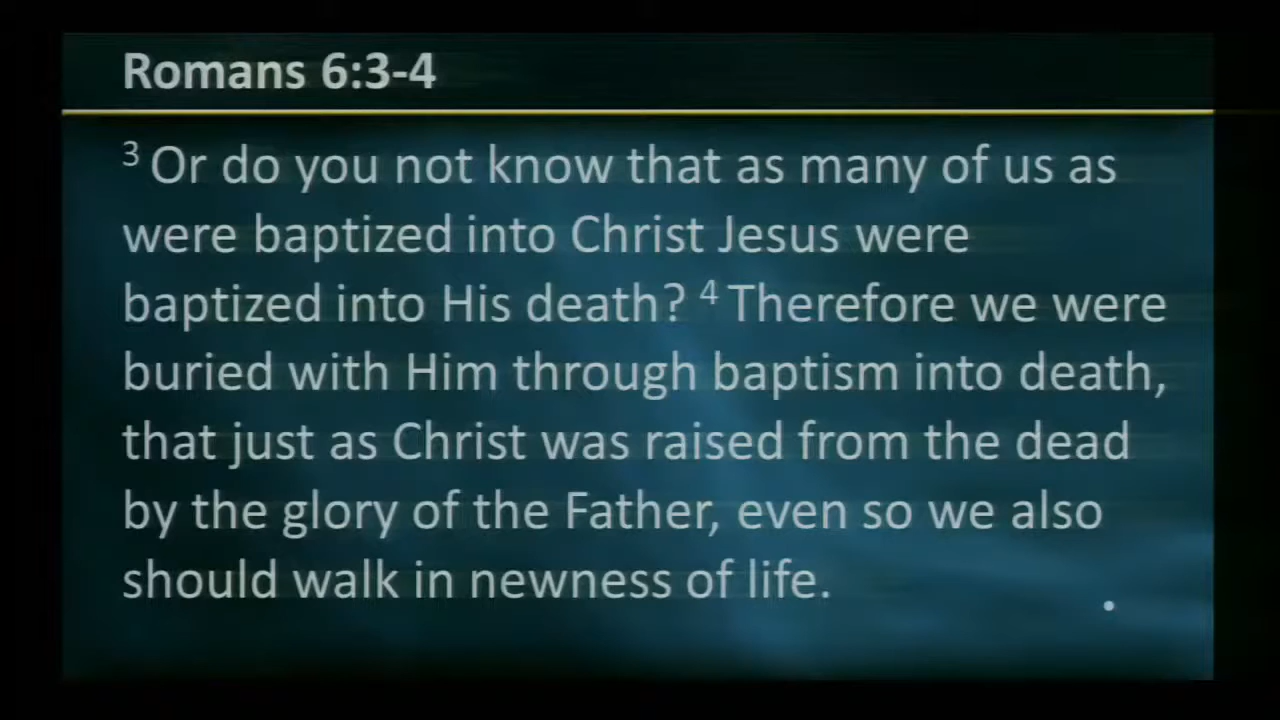 Romans 6:3-4
3 Or do you not know that as many of us as
were baptized into Christ Jesus were
baptized into His death? 4 Therefore we were
buried with Him through baptism into death,
that just as Christ was raised from the dead
by the glory of the Father, even so we also
should walk in newness of life.